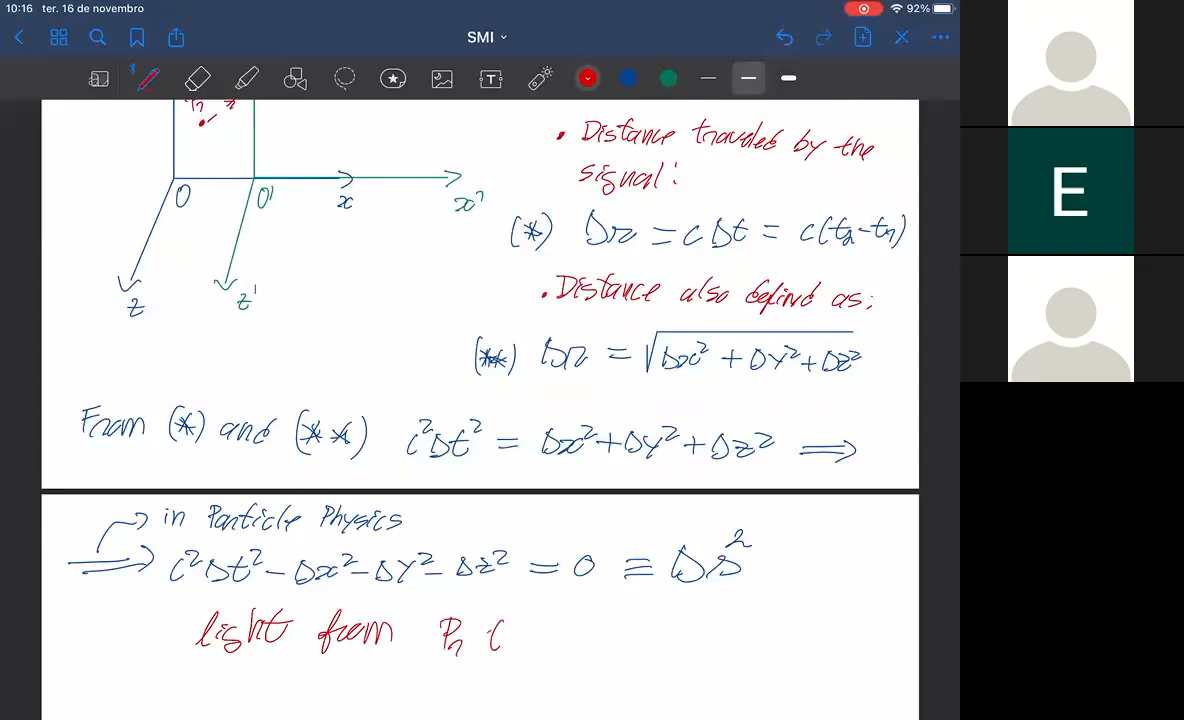 10:16 ter. 16 de novembro
92%
SMI
T
O
O'
x
x'
z
z'
• Distance traveled by the
signal:
(*) Δr = cΔt = c(t₂-t₁)
• Distance also defined as:
(**) Δr = √Δx² + Δy² + Δz²
From (*) and (**) c²Δt² = Δx² + Δy² + Δz² ⟹
→ in Particle Physics
⟹ c²Δt² - Δx² - Δy² - Δz² = 0 ≡ Δs²
light from P₁ (
E